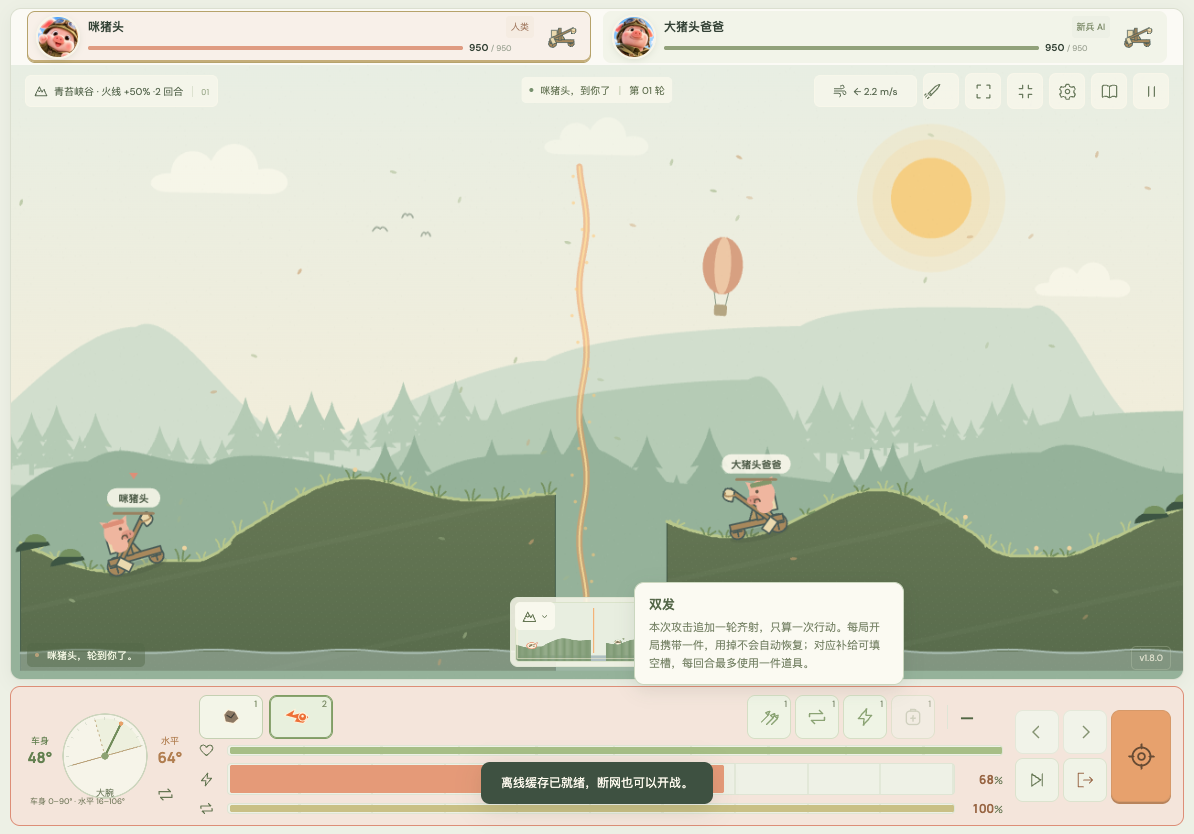 咪猪头
人类
950 / 950
大猪头爸爸
新兵 AI
950 / 950
青苔峡谷 · 火线 +50% ·2 回合 01
咪猪头，到你了 | 第 01 轮
← 2.2 m/s
大猪头爸爸
咪猪头
双发
本次攻击追加一轮齐射，只算一次行动。每局开
局携带一件，用掉不会自动恢复；对应补给可填
空槽，每回合最多使用一件道具。
咪猪头，轮到你了。
v1.8.0
1
2
1
1
1
1
车身
48°
水平
64°
大腕
车身 0–90° · 水平 16–106°
离线缓存已就绪，断网也可以开战。
68%
100%